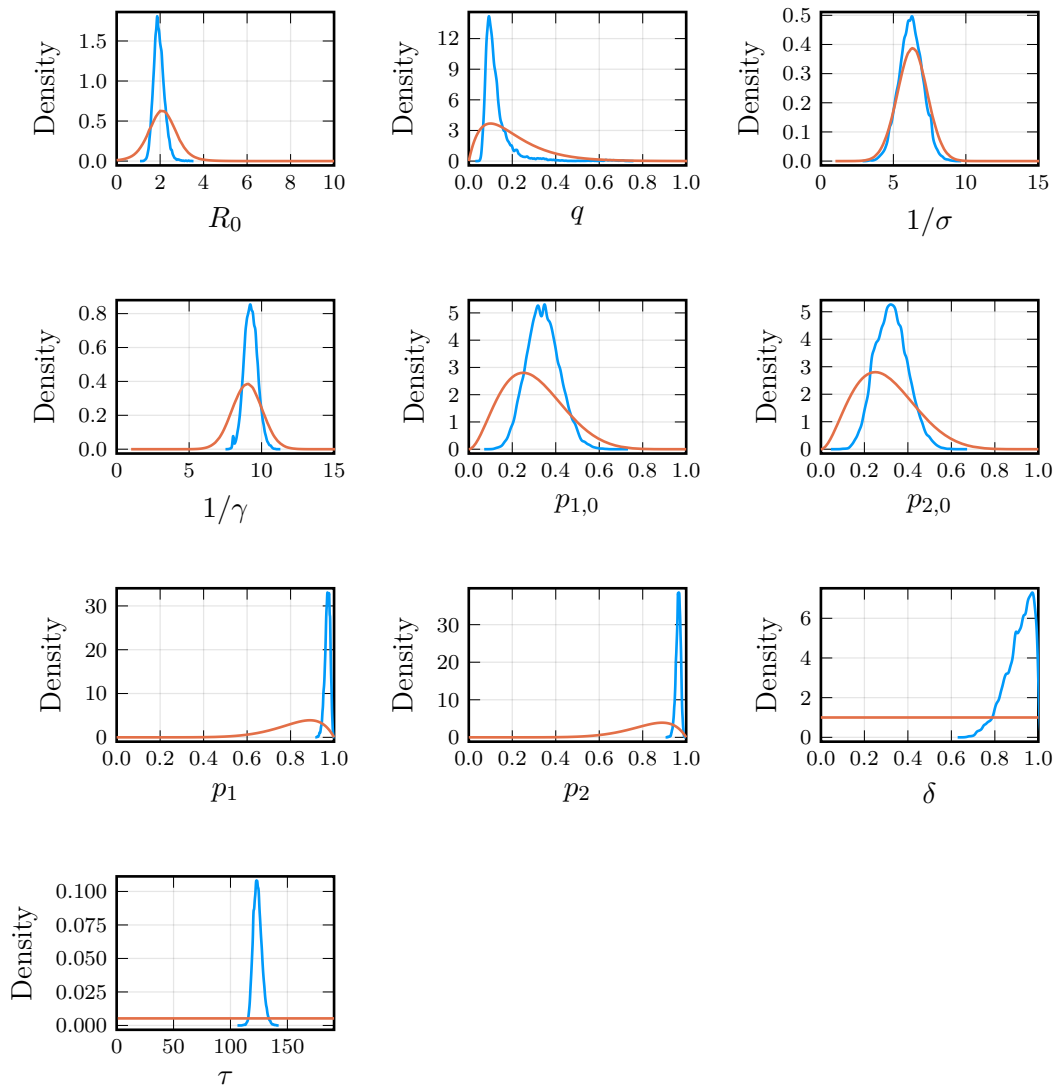 Density
1.5
1.0
0.5
0.0
0 2 4 6 8 10
R₀
Density
12
9
6
3
0
0.0 0.2 0.4 0.6 0.8 1.0
q
Density
0.5
0.4
0.3
0.2
0.1
0.0
0 5 10 15
1/σ
Density
0.8
0.6
0.4
0.2
0.0
0 5 10 15
1/γ
Density
5
4
3
2
1
0
0.0 0.2 0.4 0.6 0.8 1.0
p₁,₀
Density
5
4
3
2
1
0
0.0 0.2 0.4 0.6 0.8 1.0
p₂,₀
Density
30
20
10
0
0.0 0.2 0.4 0.6 0.8 1.0
p₁
Density
30
20
10
0
0.0 0.2 0.4 0.6 0.8 1.0
p₂
Density
6
4
2
0
0.0 0.2 0.4 0.6 0.8 1.0
δ
Density
0.100
0.075
0.050
0.025
0.000
0 50 100 150
τ